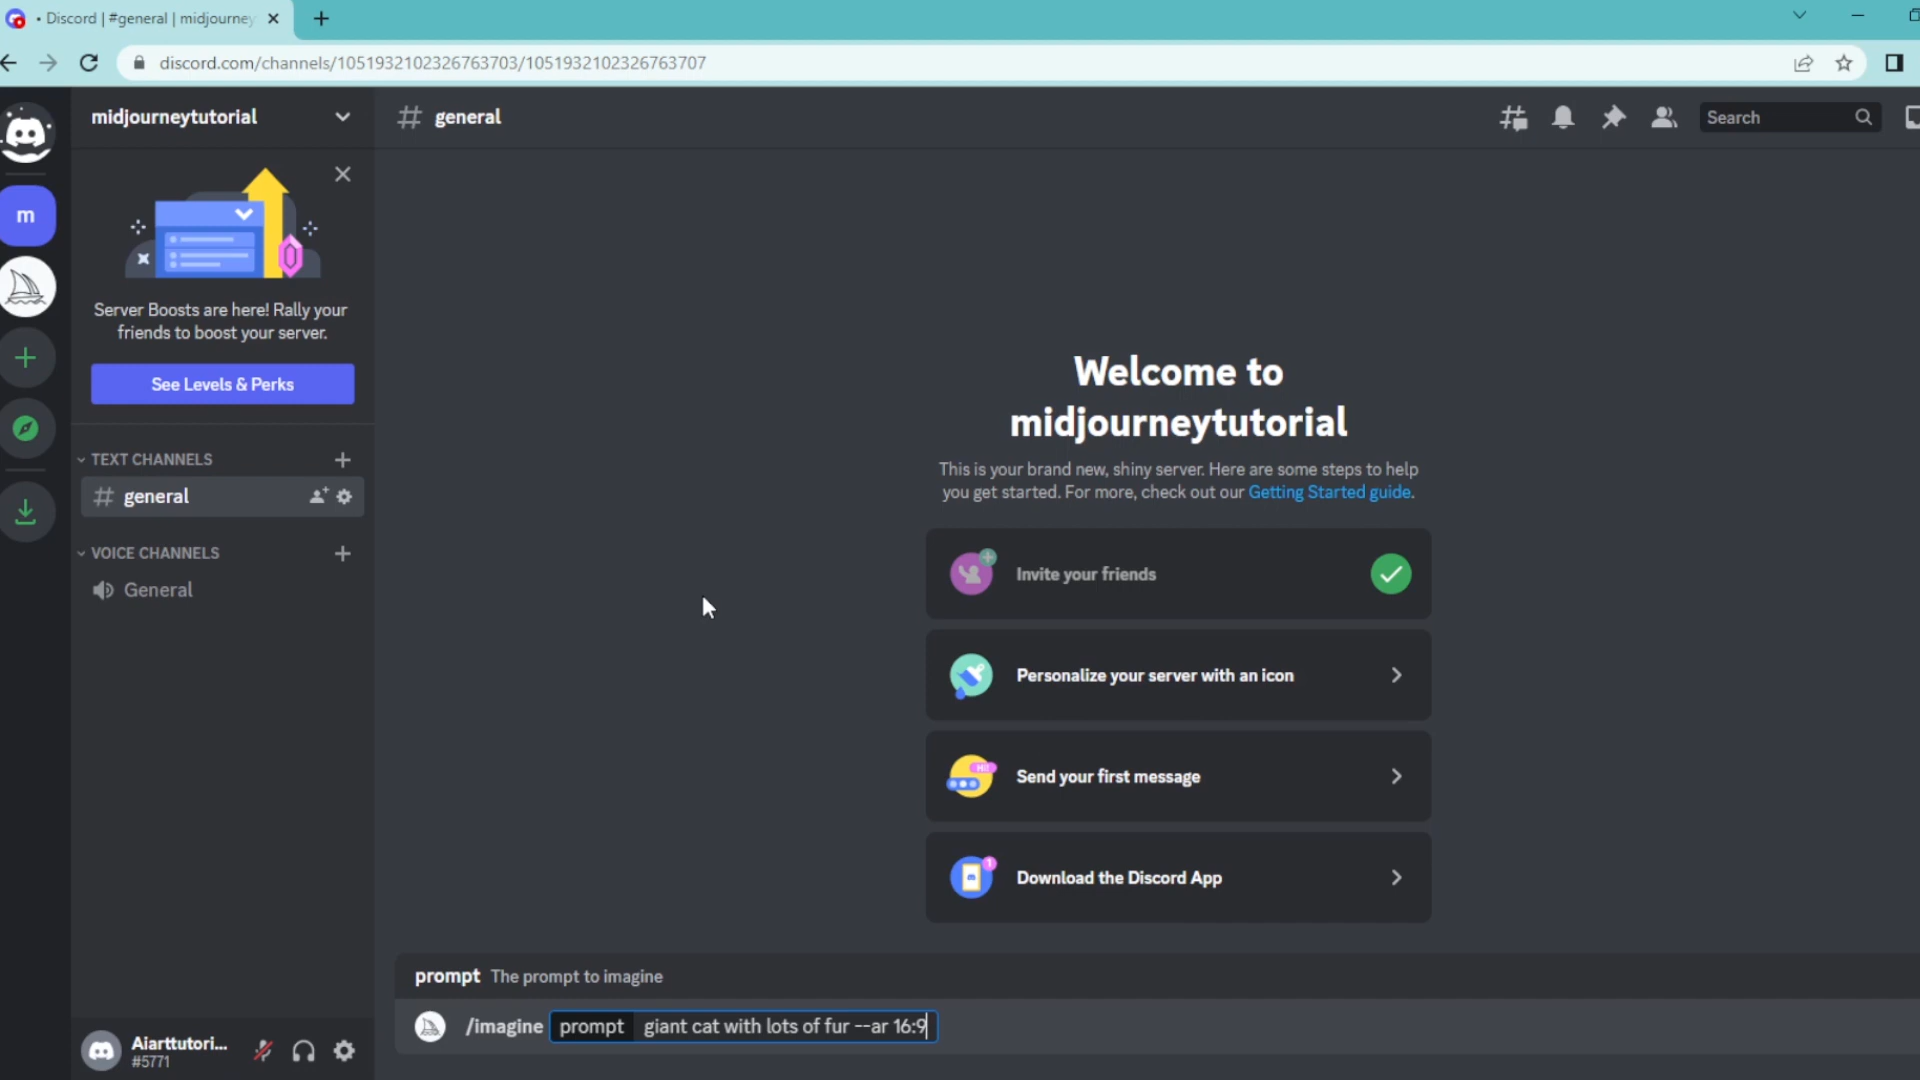 • Discord | #general | midjourney
discord.com/channels/1051932102326763703/1051932102326763707
midjourneytutorial
general
Search
m
Server Boosts are here! Rally your
friends to boost your server.
See Levels & Perks
TEXT CHANNELS
general
VOICE CHANNELS
General
Welcome to
midjourneytutorial
This is your brand new, shiny server. Here are some steps to help
you get started. For more, check out our Getting Started guide.
Invite your friends
Personalize your server with an icon
HI!
Send your first message
1
Download the Discord App
prompt The prompt to imagine
/imagine prompt giant cat with lots of fur --ar 16:9
Aiarttutori...
#5771